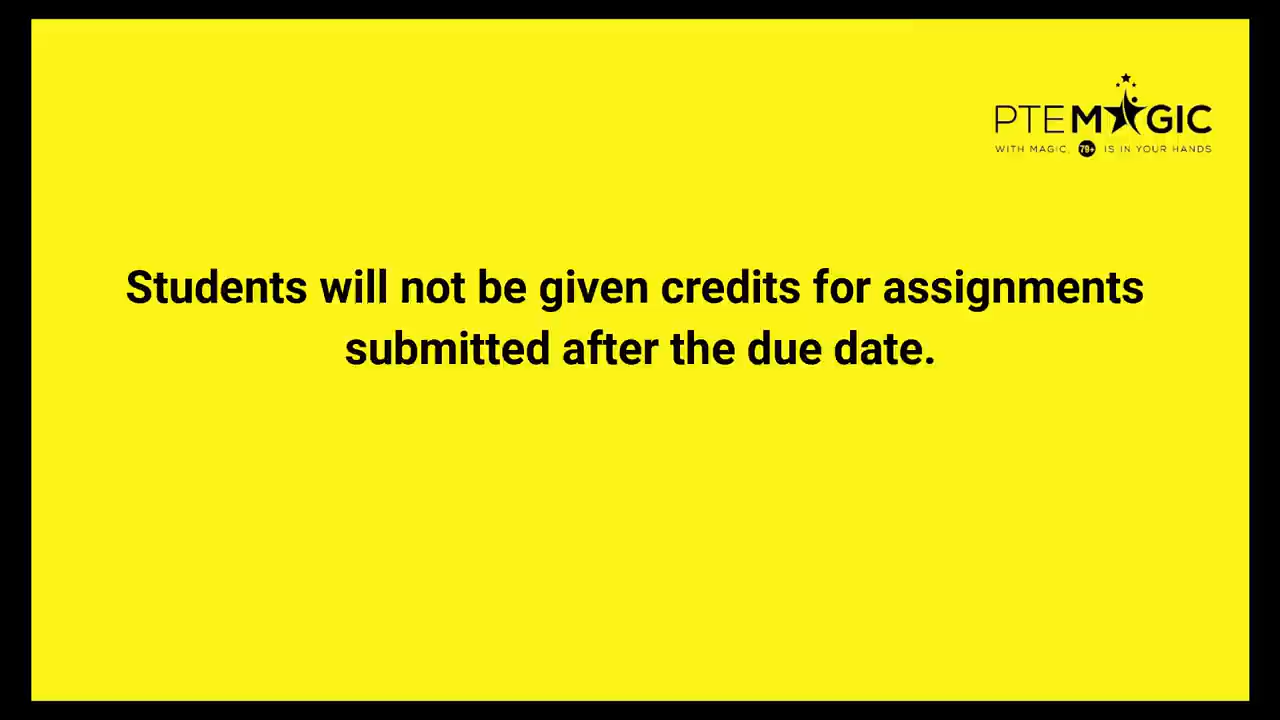 PTEMAGIC
WITH MAGIC, 79+ IS IN YOUR HANDS
Students will not be given credits for assignments
submitted after the due date.